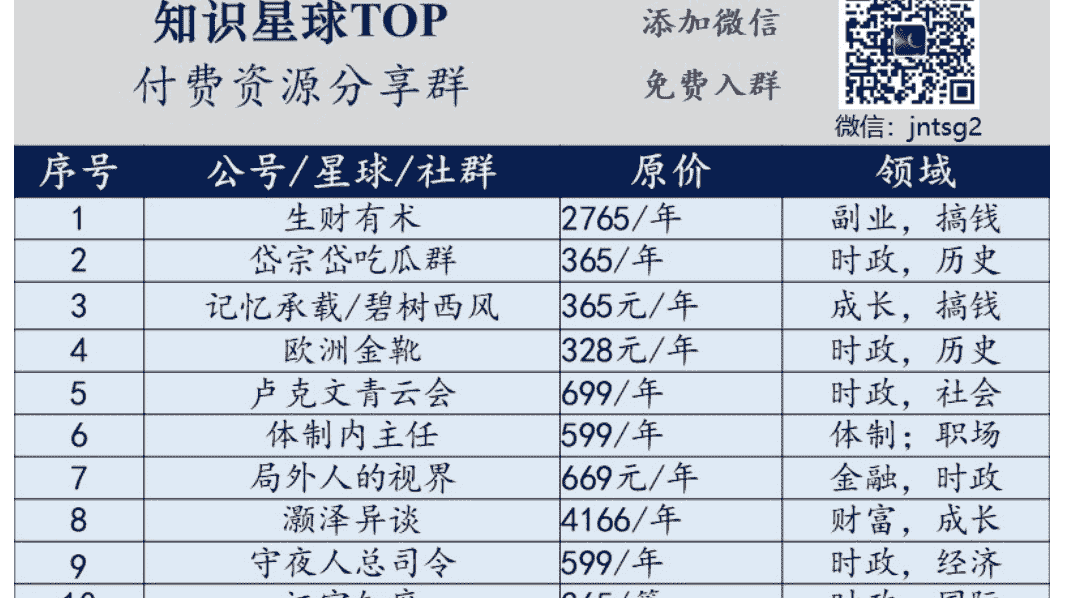 知识星球TOP 添加微信
付费资源分享群 免费入群
微信：jntsg2
序号 公号/星球/社群 原价 领域
1 生财有术 2765/年 副业，搞钱
2 岱宗岱吃瓜群 365/年 时政，历史
3 记忆承载/碧树西风 365元/年 成长，搞钱
4 欧洲金靴 328元/年 时政，历史
5 卢克文青云会 699/年 时政，社会
6 体制内主任 599/年 体制；职场
7 局外人的视界 669元/年 金融，时政
8 灏泽异谈 4166/年 财富，成长
9 守夜人总司令 599/年 时政，经济
10 时政，国际